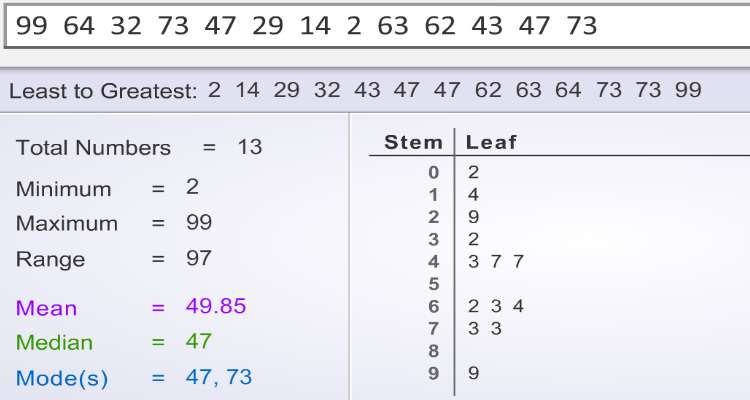 99 64 32 73 47 29 14 2 63 62 43 47 73
Least to Greatest: 2 14 29 32 43 47 47 62 63 64 73 73 99
Total Numbers = 13
Minimum = 2
Maximum = 99
Range = 97
Mean = 49.85
Median = 47
Mode(s) = 47, 73
Stem Leaf
0 2
1 4
2 9
3 2
4 3 7 7
5
6 2 3 4
7 3 3
8
9 9